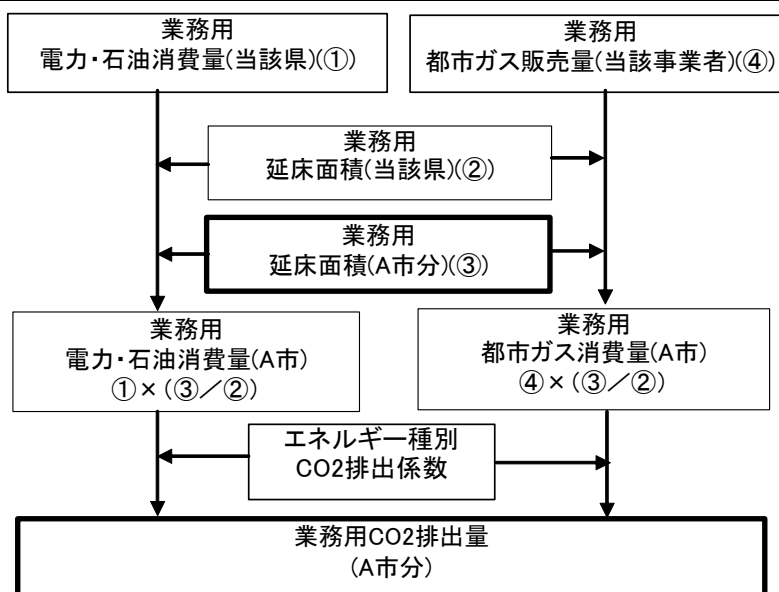 業務用
電力・石油消費量(当該県)(①)
業務用
都市ガス販売量(当該事業者)(④)
業務用
延床面積(当該県)(②)
業務用
延床面積(A市分)(③)
業務用
電力・石油消費量(A市)
①×(③/②)
業務用
都市ガス消費量(A市)
④×(③/②)
エネルギー種別
CO2排出係数
業務用CO2排出量
(A市分)